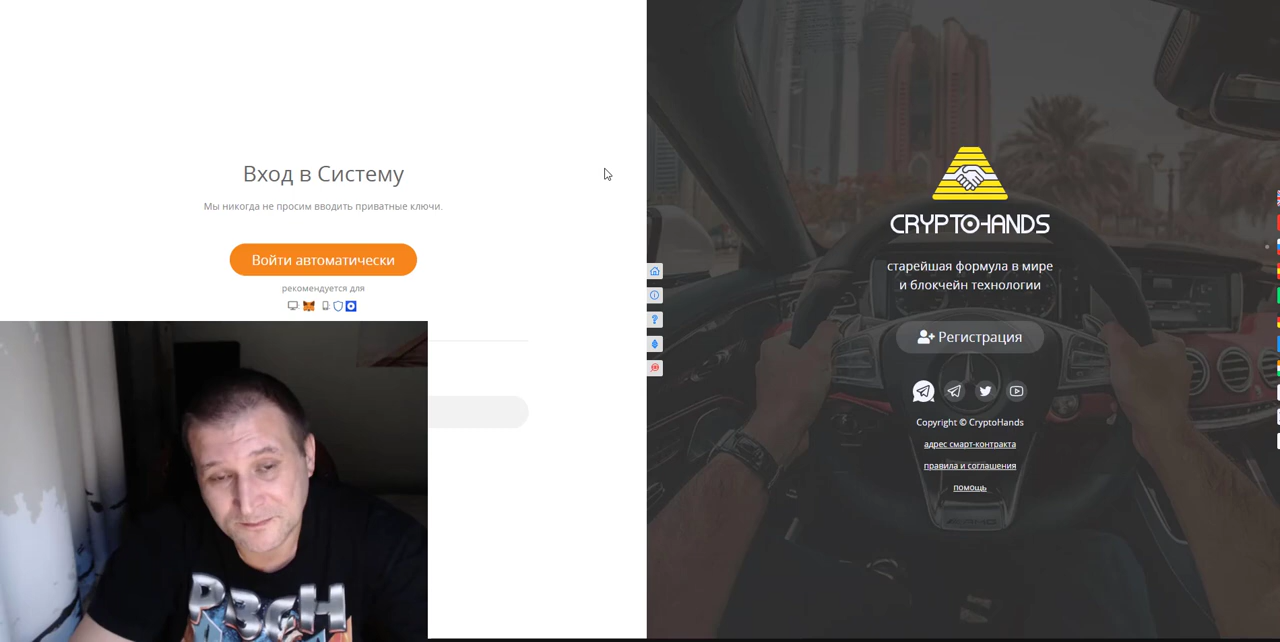 Вход в Систему
Мы никогда не просим вводить приватные ключи.
Войти автоматически
рекомендуется для
CRYPTOHANDS
старейшая формула в мире
и блокчейн технологии
Регистрация
Copyright © CryptoHands
адрес смарт-контракта
правила и соглашения
помощь